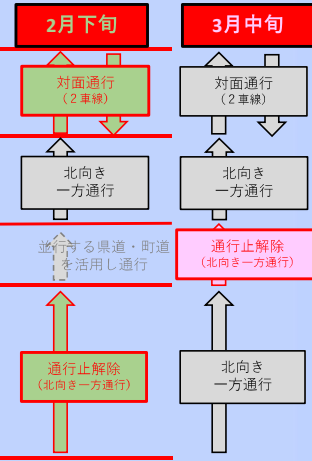 2月下旬
対面通行
(2車線)
北向き
一方通行
並行する県道・町道
を活用し通行
通行止解除
(北向き一方通行)
3月中旬
対面通行
(2車線)
北向き
一方通行
通行止解除
(北向き一方通行)
北向き
一方通行